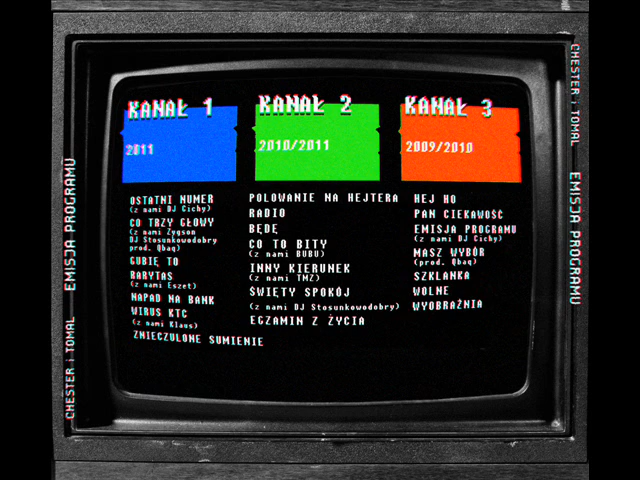 KANAŁ 1
2011
OSTATNI NUMER
(z nami DJ Cichy)
CO TRZY GŁOWY
(z nami Zygson
DJ Stosunkowodobry
prod. Qbaq)
GUBIĘ TO
BARYTAS
(z nami Eszet)
NAPAD NA BANK
WIRUS KTC
(z nami Klaus)
ZNIECZULONE SUMIENIE
KANAŁ 2
2010/2011
POLOWANIE NA HEJTERA
RADIO
BĘDĘ
CO TO BITY
(z nami BUBU)
INNY KIERUNEK
(z nami TMZ)
ŚWIĘTY SPOKÓJ
(z nami DJ Stosunkowodobry)
EGZAMIN Z ŻYCIA
KANAŁ 3
2009/2010
HEJ HO
PAN CIEKAWOŚĆ
EMISJA PROGRAMU
(z nami DJ Cichy)
MASZ WYBÓR
(prod. Qbaq)
SZKLANKA
WOLNE
WYOBRAŹNIA
CHESTER i TOMAL — EMISJA PROGRAMU
CHESTER i TOMAL — EMISJA PROGRAMU